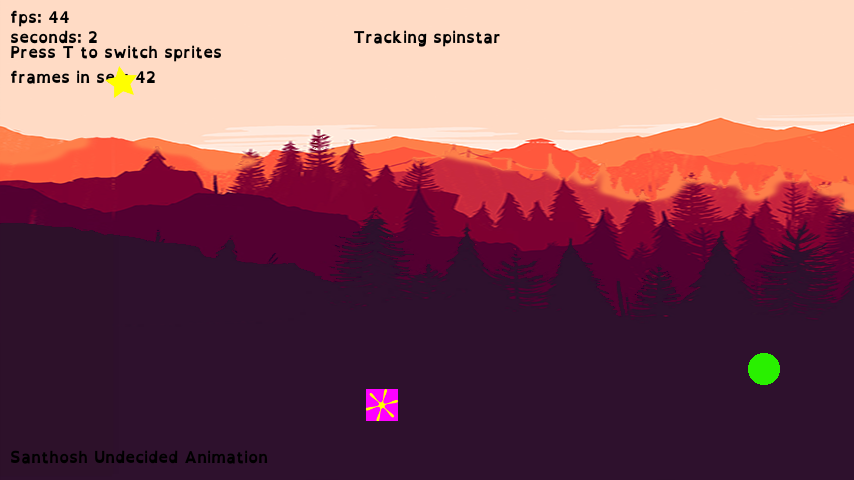 fps: 44
seconds: 2
Tracking spinstar
Press T to switch sprites
frames in sec: 42
Santhosh Undecided Animation